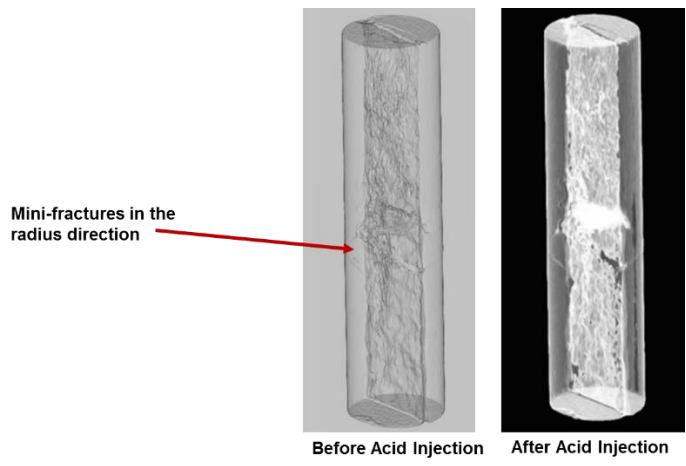 Mini-fractures in the
radius direction
Before Acid Injection
After Acid Injection